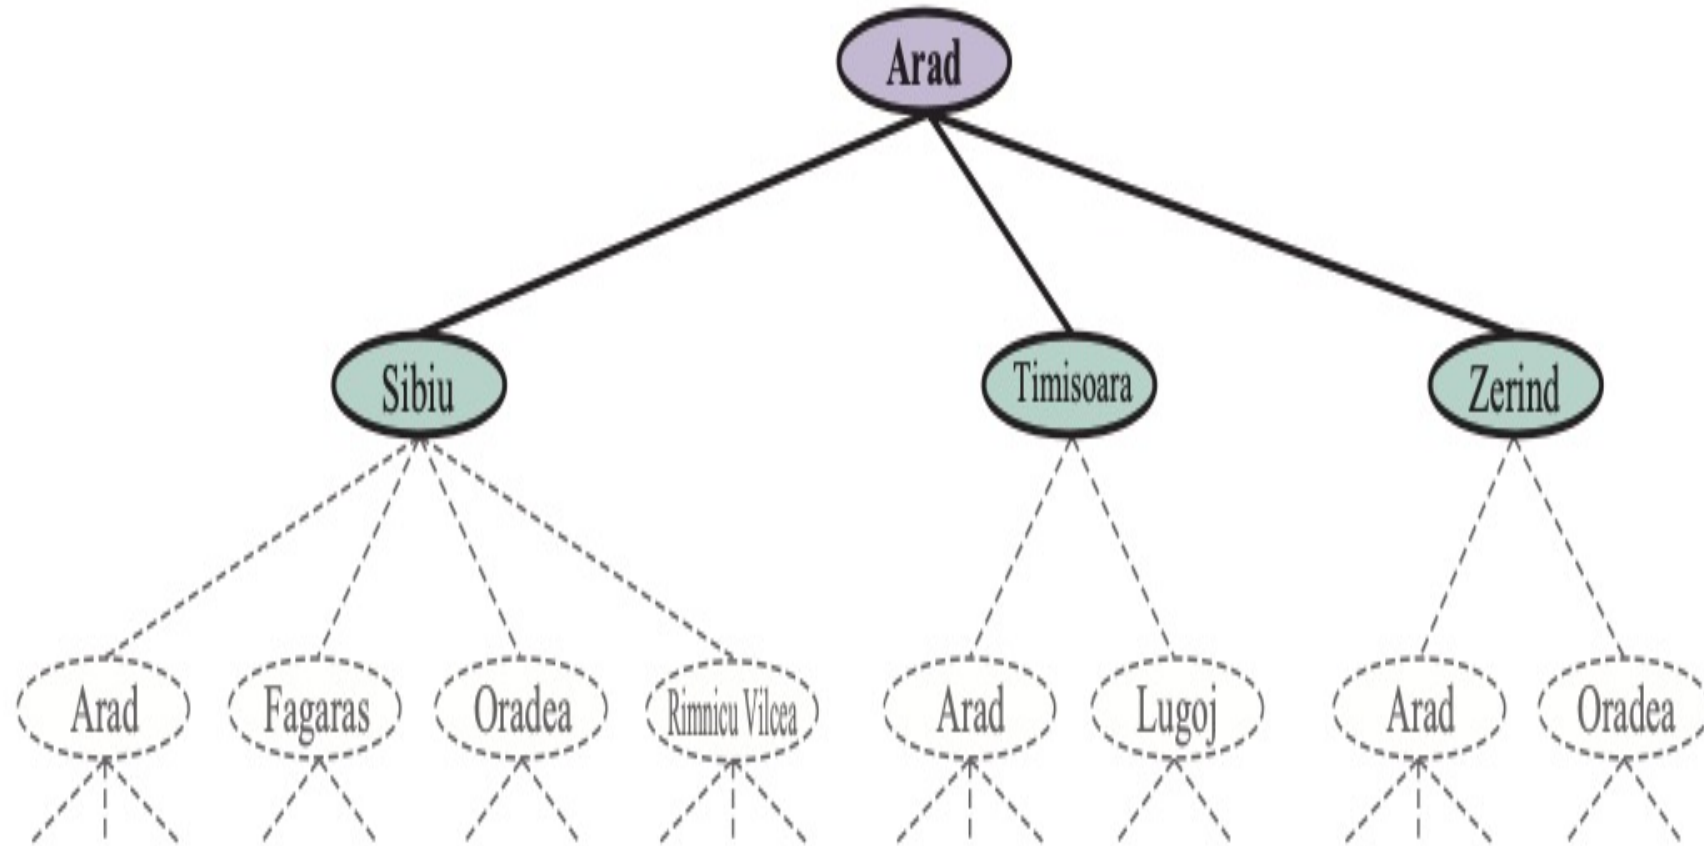 Arad
Sibiu
Timisoara
Zerind
Arad
Fagaras
Oradea
Rimnicu Vilcea
Arad
Lugoj
Arad
Oradea